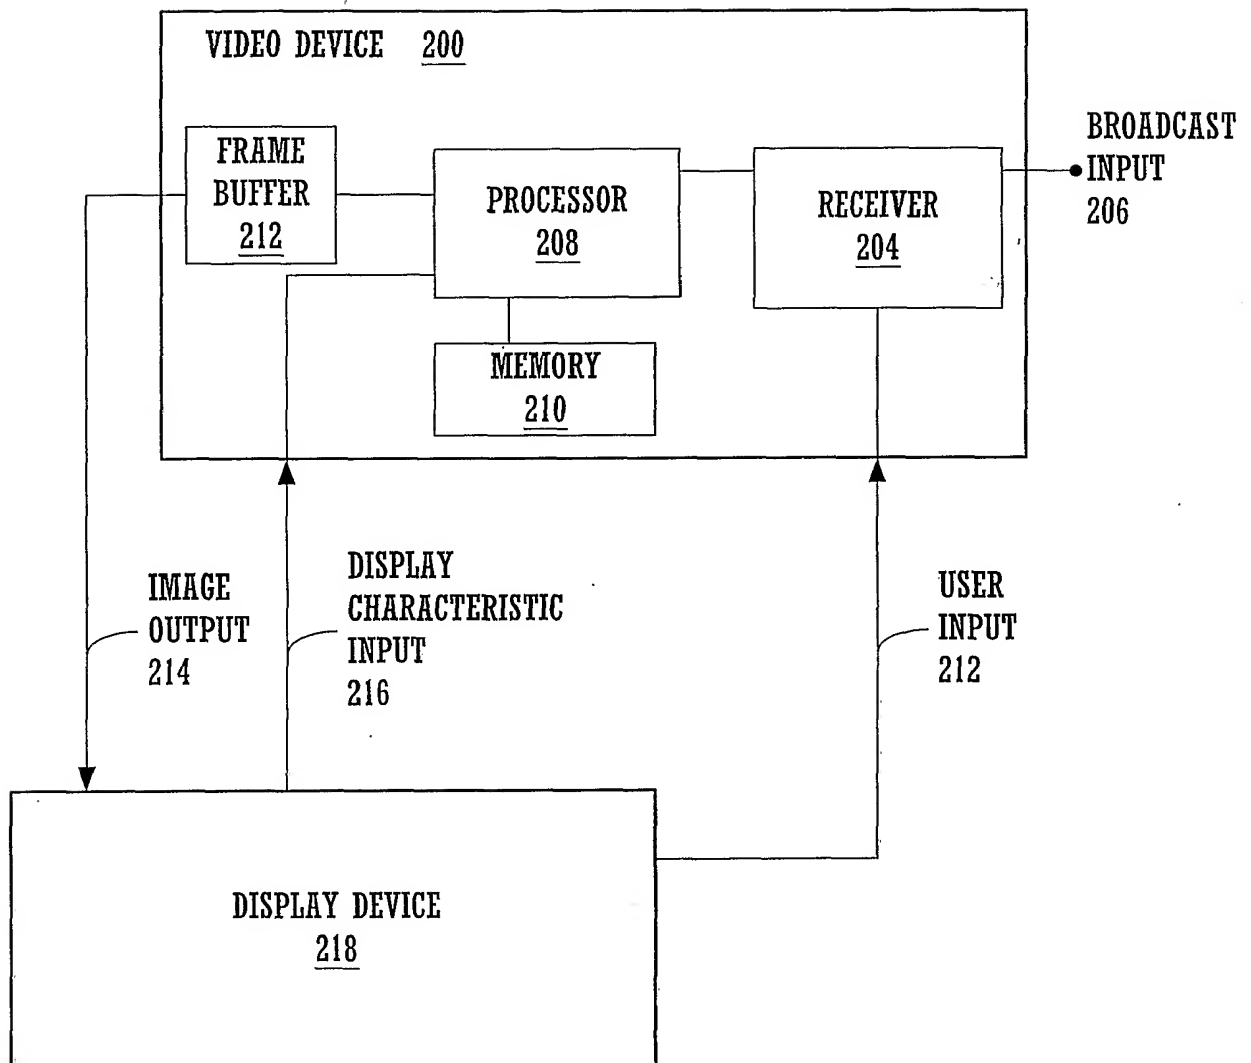 VIDEO DEVICE 200
FRAME
BUFFER
212
PROCESSOR
208
RECEIVER
204
BROADCAST
INPUT
206
MEMORY
210
IMAGE
OUTPUT
214
DISPLAY
CHARACTERISTIC
INPUT
216
USER
INPUT
212
DISPLAY DEVICE
218